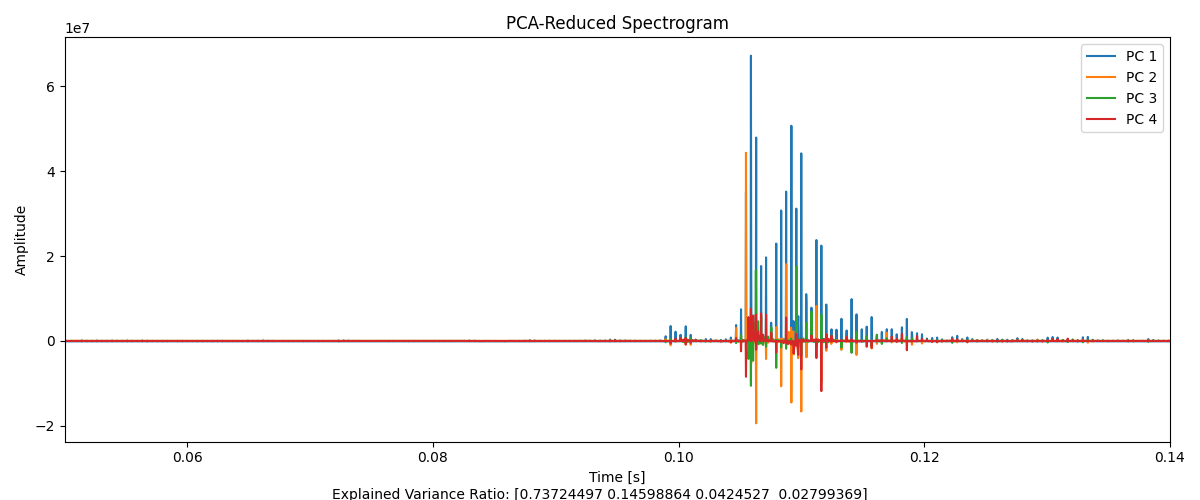 PCA-Reduced Spectrogram
1e7
PC 1
PC 2
PC 3
PC 4
6
4
2
0
−2
Amplitude
0.06 0.08 0.10 0.12 0.14
Time [s]
Explained Variance Ratio: [0.73724497 0.14598864 0.0424527  0.02799369]